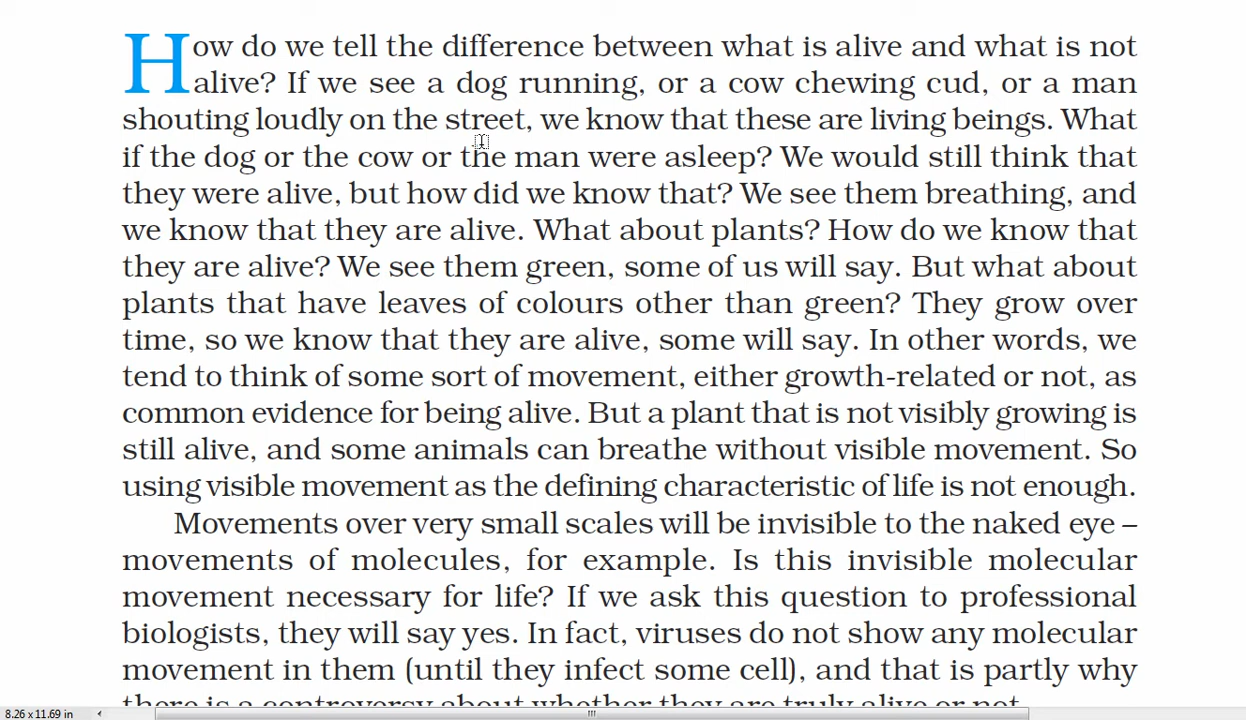 How do we tell the difference between what is alive and what is not
alive? If we see a dog running, or a cow chewing cud, or a man
shouting loudly on the street, we know that these are living beings. What
if the dog or the cow or the man were asleep? We would still think that
they were alive, but how did we know that? We see them breathing, and
we know that they are alive. What about plants? How do we know that
they are alive? We see them green, some of us will say. But what about
plants that have leaves of colours other than green? They grow over
time, so we know that they are alive, some will say. In other words, we
tend to think of some sort of movement, either growth-related or not, as
common evidence for being alive. But a plant that is not visibly growing is
still alive, and some animals can breathe without visible movement. So
using visible movement as the defining characteristic of life is not enough.
Movements over very small scales will be invisible to the naked eye –
movements of molecules, for example. Is this invisible molecular
movement necessary for life? If we ask this question to professional
biologists, they will say yes. In fact, viruses do not show any molecular
movement in them (until they infect some cell), and that is partly why
there is a controversy about whether they are truly alive or not.
8.26 x 11.69 in